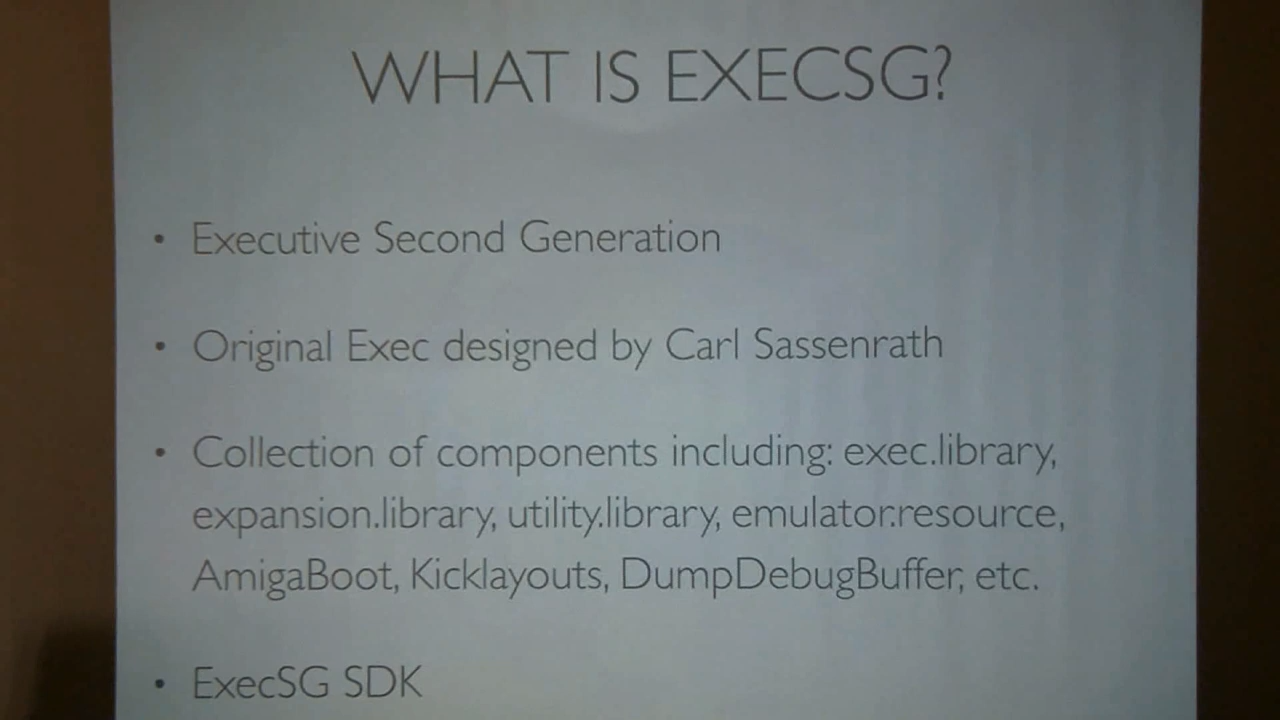 WHAT IS EXECSG?
• Executive Second Generation
• Original Exec designed by Carl Sassenrath
• Collection of components including: exec.library,
expansion.library, utility.library, emulator.resource,
AmigaBoot, Kicklayouts, DumpDebugBuffer, etc.
• ExecSG SDK